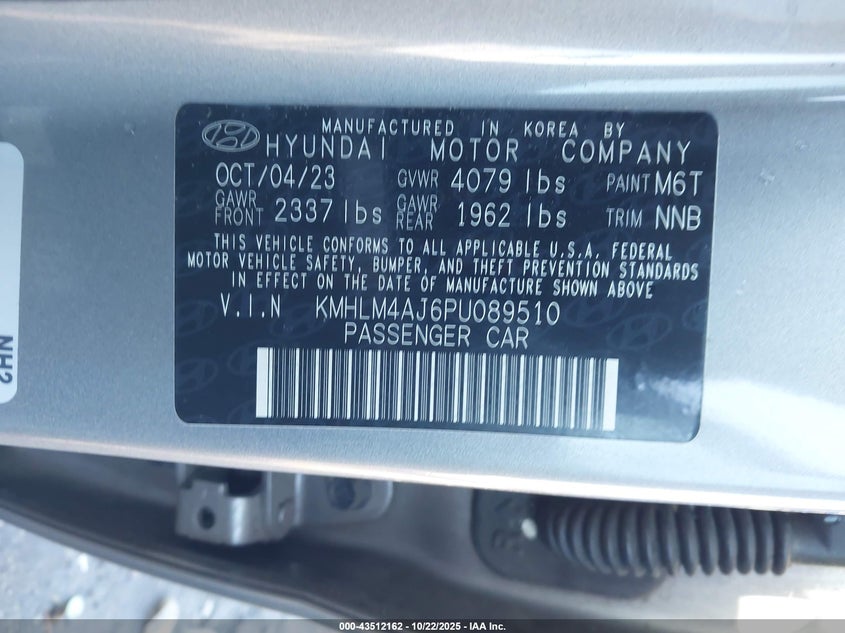 MANUFACTURED IN KOREA BY
HYUNDAI MOTOR COMPANY
OCT/04/23 GVWR 4079 lbs PAINT M6T
GAWR FRONT 2337 lbs GAWR REAR 1962 lbs TRIM NNB
THIS VEHICLE CONFORMS TO ALL APPLICABLE U.S.A. FEDERAL
MOTOR VEHICLE SAFETY, BUMPER, AND THEFT PREVENTION STANDARDS
IN EFFECT ON THE DATE OF MANUFACTURE SHOWN ABOVE
V.I.N KMHLM4AJ6PU089510
PASSENGER CAR
NH2
000-43512162 - 10/22/2025 - IAA Inc.